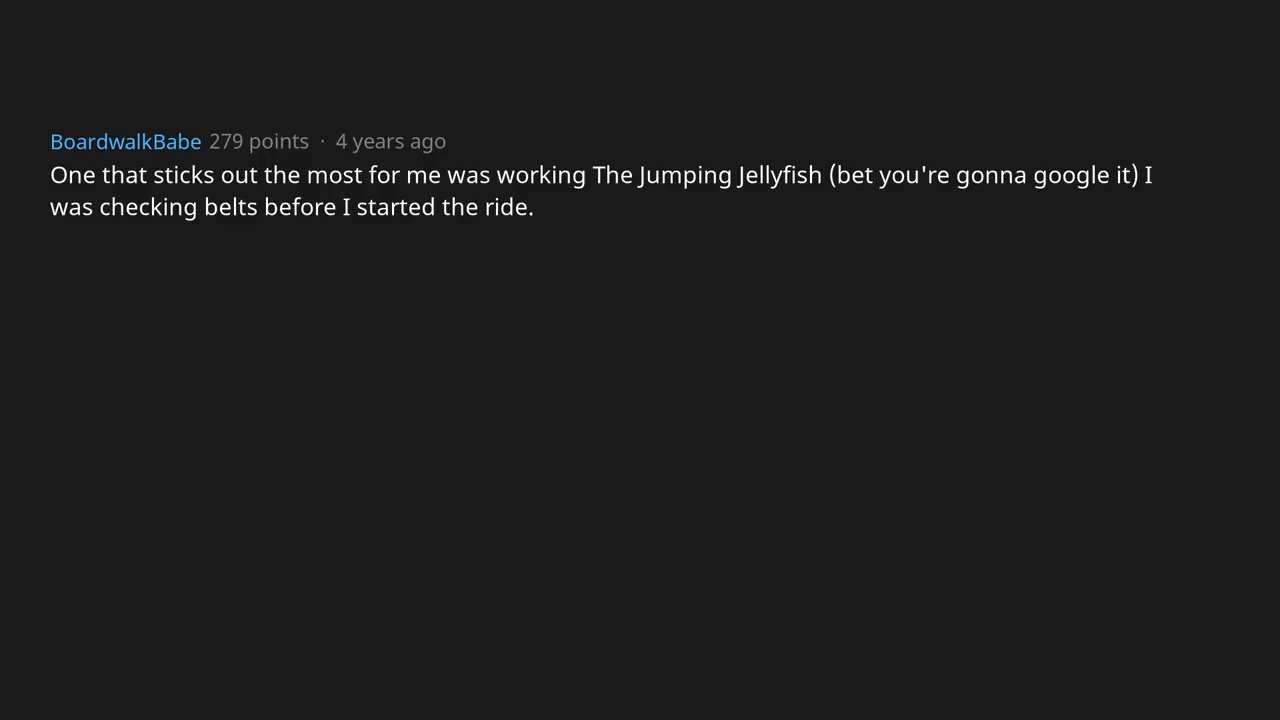 BoardwalkBabe 279 points · 4 years ago
One that sticks out the most for me was working The Jumping Jellyfish (bet you're gonna google it) I
was checking belts before I started the ride.